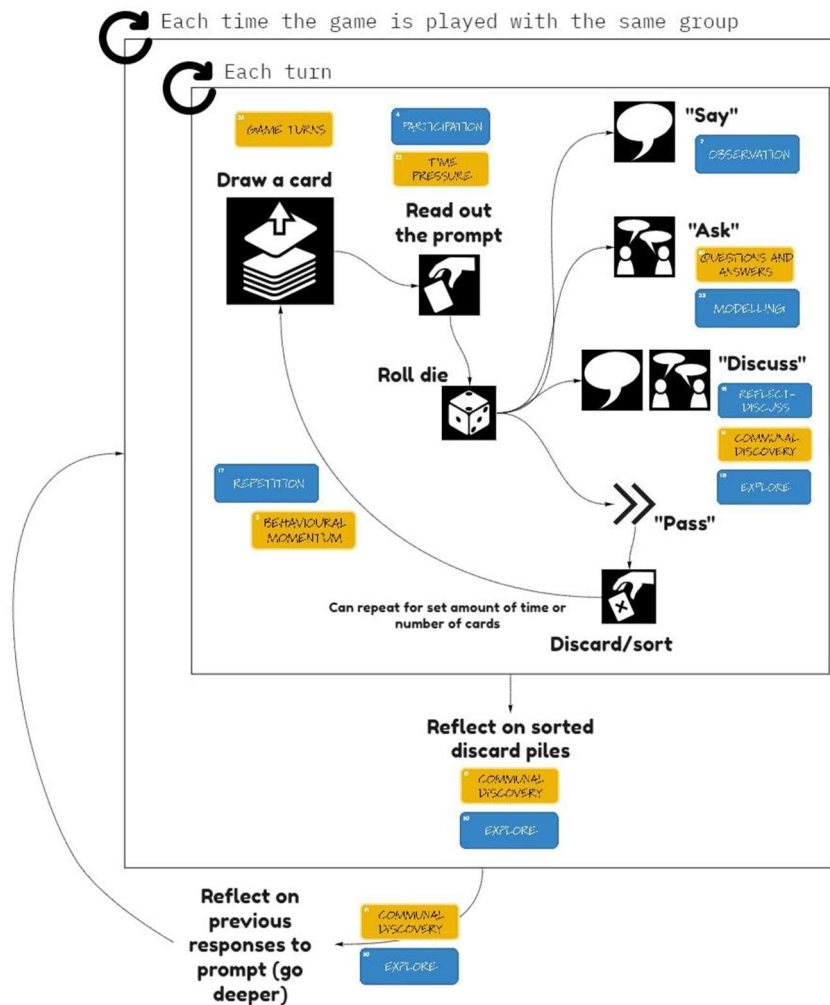 Each time the game is played with the same group
Each turn
GAME TURNS
PARTICIPATION
TIME
PRESSURE
Draw a card
Read out
the prompt
Roll die
"Say"
OBSERVATION
"Ask"
QUESTIONS AND
ANSWERS
MODELLING
"Discuss"
REFLECT-
DISCUSS
COMMUNAL
DISCOVERY
EXPLORE
"Pass"
REPETITION
BEHAVIOURAL
MOMENTUM
Can repeat for set amount of time or
number of cards
Discard/sort
Reflect on sorted
discard piles
COMMUNAL
DISCOVERY
EXPLORE
Reflect on
previous
responses to
prompt (go
deeper)
COMMUNAL
DISCOVERY
EXPLORE